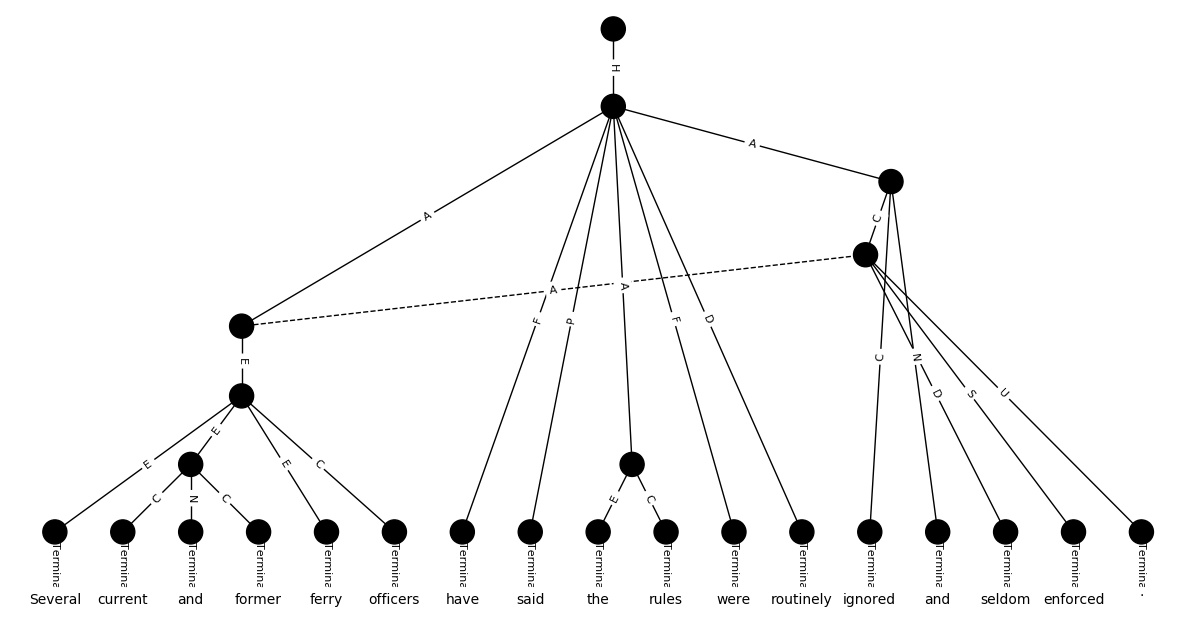 H
A
A
C
A
A
F
P
F
D
E
C
N
D
S
U
E
E
E
C
C
N
C
E
C
Termina Termina Termina Termina Termina Termina Termina Termina Termina Termina Termina Termina Termina Termina Termina Termina Termina
Several current and former ferry officers have said the rules were routinely ignored and seldom enforced .